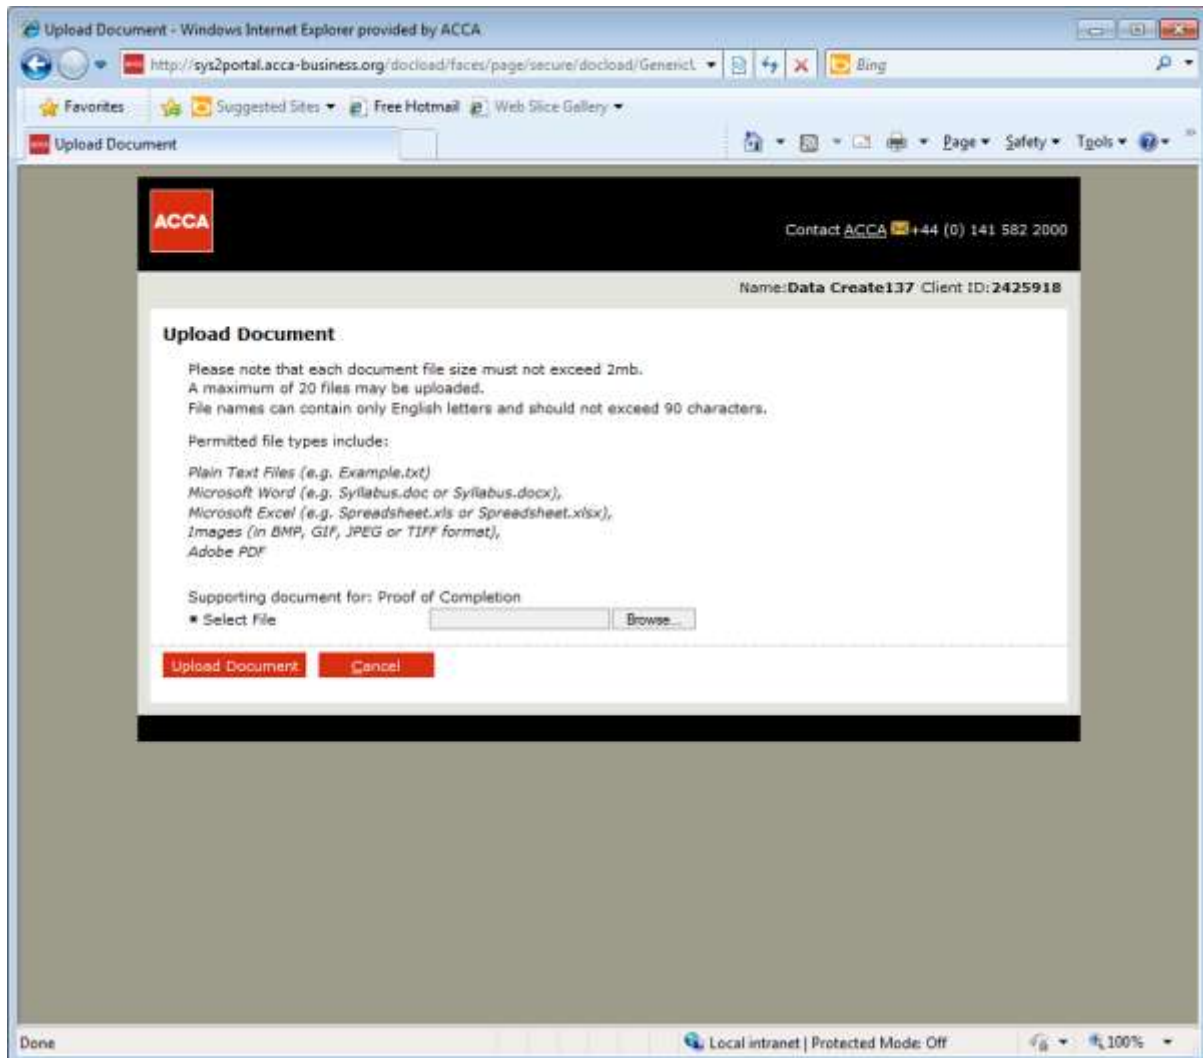 Upload Document - Windows Internet Explorer provided by ACCA
http://sys2portal.acca-business.org/docload/faces/page/secure/docload/GenericL
Bing
Favorites Suggested Sites Free Hotmail Web Slice Gallery
Upload Document Page Safety Tools
ACCA
Contact ACCA +44 (0) 141 582 2000
Name:Data Create137 Client ID:2425918
Upload Document
Please note that each document file size must not exceed 2mb.
A maximum of 20 files may be uploaded.
File names can contain only English letters and should not exceed 90 characters.
Permitted file types include:
Plain Text Files (e.g. Example.txt)
Microsoft Word (e.g. Syllabus.doc or Syllabus.docx),
Microsoft Excel (e.g. Spreadsheet.xls or Spreadsheet.xlsx),
Images (in BMP, GIF, JPEG or TIFF format),
Adobe PDF
Supporting document for: Proof of Completion
Select File Browse...
Upload Document Cancel
Done Local intranet | Protected Mode: Off 100%